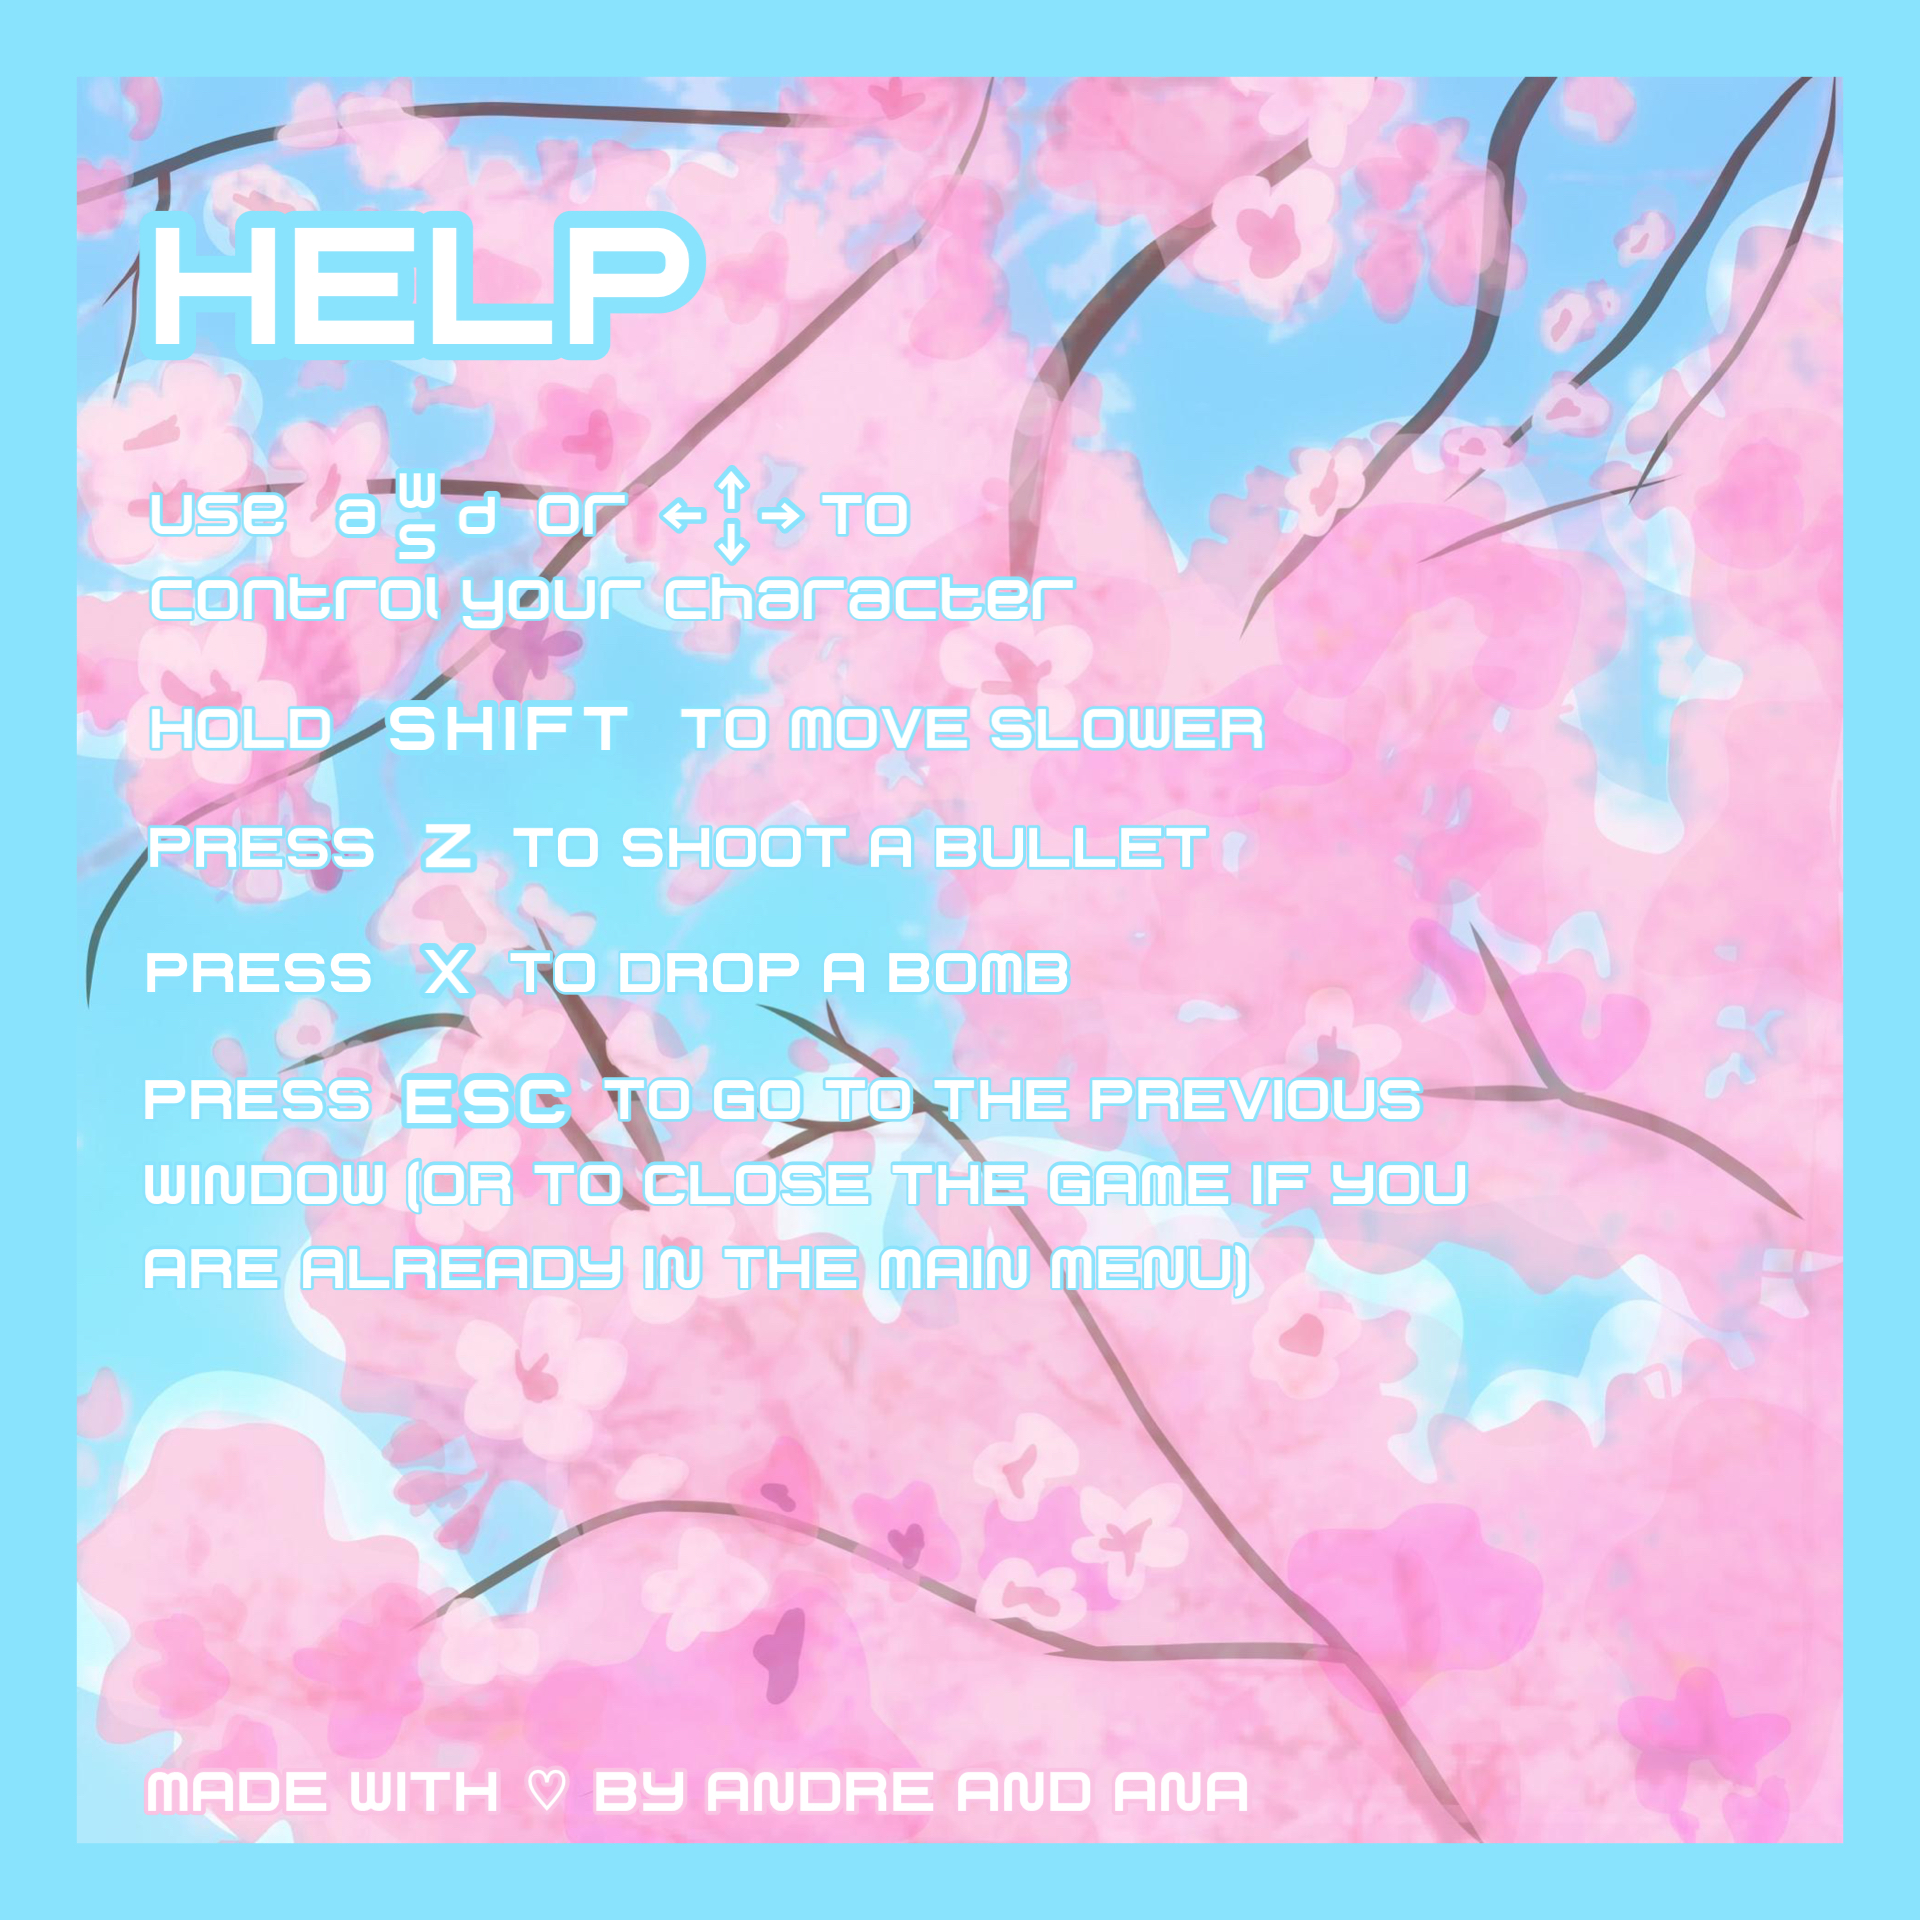 HELP
use a w s d or ← ↑ ↓ → TO
control your character
HOLD SHIFT TO MOVE SLOWER
PRESS Z TO SHOOT A BULLET
PRESS X TO DROP A BOMB
PRESS ESC TO GO TO THE PREVIOUS
WINDOW (OR TO CLOSE THE GAME IF YOU
ARE ALREADY IN THE MAIN MENU)
MADE WITH ♡ BY ANDRE AND ANA